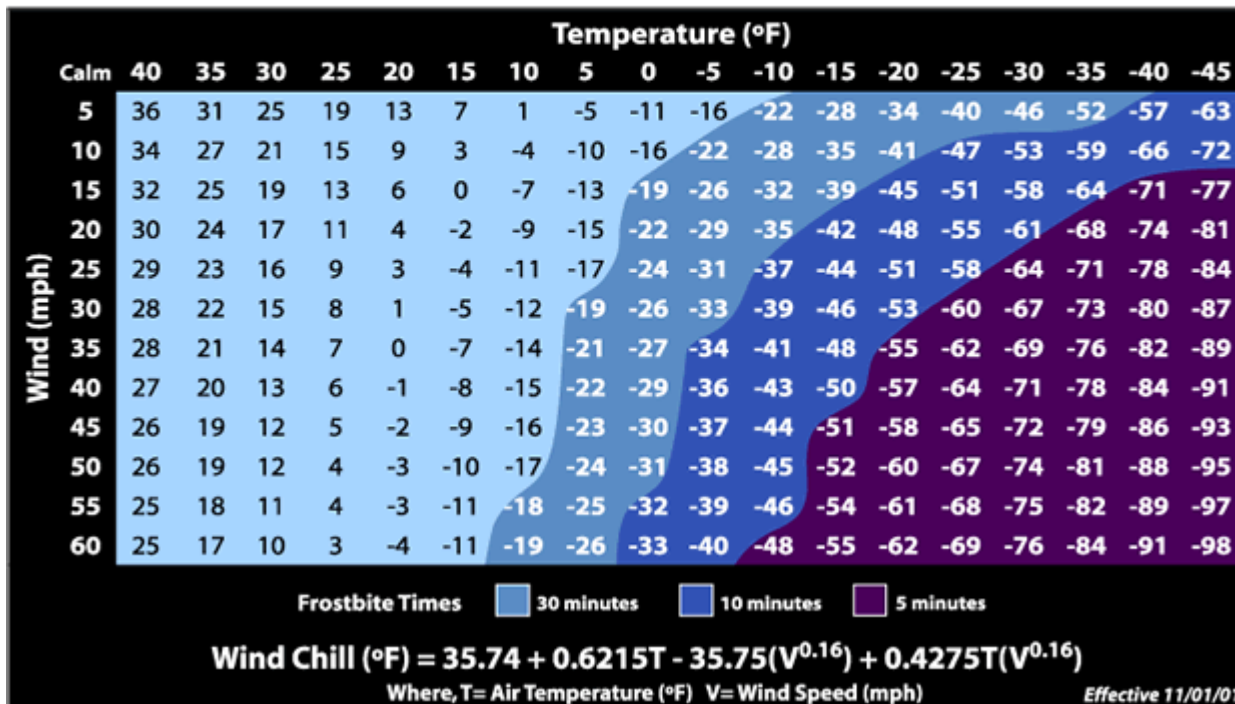 Temperature (ºF)
Calm 40 35 30 25 20 15 10 5 0 -5 -10 -15 -20 -25 -30 -35 -40 -45
Wind (mph)
5 36 31 25 19 13 7 1 -5 -11 -16 -22 -28 -34 -40 -46 -52 -57 -63
10 34 27 21 15 9 3 -4 -10 -16 -22 -28 -35 -41 -47 -53 -59 -66 -72
15 32 25 19 13 6 0 -7 -13 -19 -26 -32 -39 -45 -51 -58 -64 -71 -77
20 30 24 17 11 4 -2 -9 -15 -22 -29 -35 -42 -48 -55 -61 -68 -74 -81
25 29 23 16 9 3 -4 -11 -17 -24 -31 -37 -44 -51 -58 -64 -71 -78 -84
30 28 22 15 8 1 -5 -12 -19 -26 -33 -39 -46 -53 -60 -67 -73 -80 -87
35 28 21 14 7 0 -7 -14 -21 -27 -34 -41 -48 -55 -62 -69 -76 -82 -89
40 27 20 13 6 -1 -8 -15 -22 -29 -36 -43 -50 -57 -64 -71 -78 -84 -91
45 26 19 12 5 -2 -9 -16 -23 -30 -37 -44 -51 -58 -65 -72 -79 -86 -93
50 26 19 12 4 -3 -10 -17 -24 -31 -38 -45 -52 -60 -67 -74 -81 -88 -95
55 25 18 11 4 -3 -11 -18 -25 -32 -39 -46 -54 -61 -68 -75 -82 -89 -97
60 25 17 10 3 -4 -11 -19 -26 -33 -40 -48 -55 -62 -69 -76 -84 -91 -98
Frostbite Times 30 minutes 10 minutes 5 minutes
Wind Chill (ºF) = 35.74 + 0.6215T - 35.75(V^0.16) + 0.4275T(V^0.16)
Where, T= Air Temperature (ºF) V= Wind Speed (mph) Effective 11/01/01